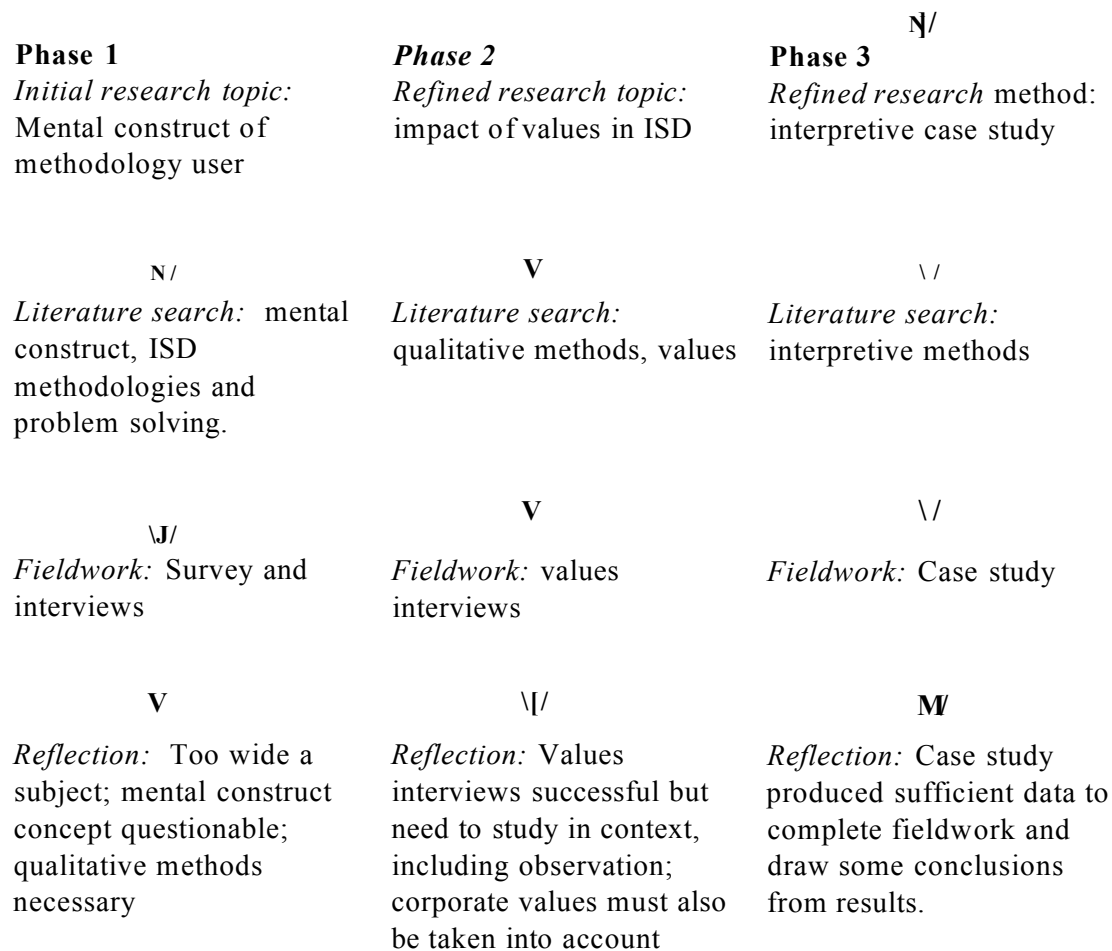 N]/
Phase 1
Initial research topic:
Mental construct of
methodology user
N /
Literature search: mental
construct, ISD
methodologies and
problem solving.
\J/
Fieldwork: Survey and
interviews
V
Reflection: Too wide a
subject; mental construct
concept questionable;
qualitative methods
necessary
Phase 2
Refined research topic:
impact of values in ISD
V
Literature search:
qualitative methods, values
V
Fieldwork: values
interviews
\[/
Reflection: Values
interviews successful but
need to study in context,
including observation;
corporate values must also
be taken into account
Phase 3
Refined research method:
interpretive case study
\ /
Literature search:
interpretive methods
\ /
Fieldwork: Case study
M/
Reflection: Case study
produced sufficient data to
complete fieldwork and
draw some conclusions
from results.